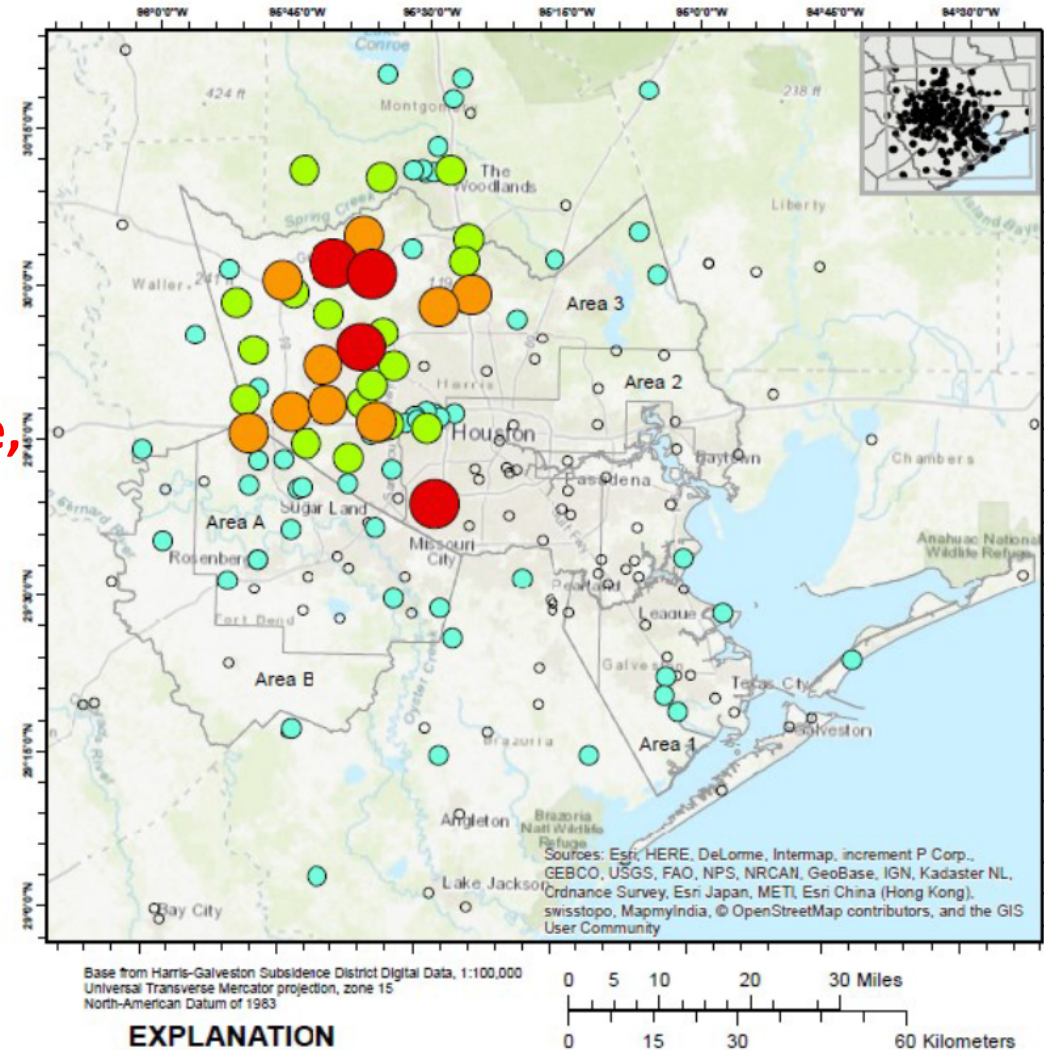 96°0'0"W 95°45'0"W 95°30'0"W 95°15'0"W 95°0'0"W 94°45'0"W 94°30'0"W
Lake
Conroe
424 ft
238 ft
Montgomery
30°15'0"N
The
Woodlands
Liberty
Spring Creek
Waller
241 ft
119
30°0'0"N
Area 3
Area 2
Harris
e,
Houston
29°45'0"N
Baytown
Chambers
Pasadena
Sugar Land
Area A
Missouri
City
Rosenberg
Anahuac National
Wildlife Refuge
Pearland
29°30'0"N
League
Fort Bend
Galveston
Area B
Texas City
Oyster Creek
Galveston
Area 1
Brazoria
29°15'0"N
Angleton
Brazoria
Natl Wildlife
Refuge
Sources: Esri, HERE, DeLorme, Intermap, increment P Corp.,
GEBCO, USGS, FAO, NPS, NRCAN, GeoBase, IGN, Kadaster NL,
Ordnance Survey, Esri Japan, METI, Esri China (Hong Kong),
swisstopo, MapmyIndia, © OpenStreetMap contributors, and the GIS
User Community
Lake Jackson
29°0'0"N
Bay City
Base from Harris-Galveston Subsidence District Digital Data, 1:100,000
Universal Transverse Mercator projection, zone 15
North-American Datum of 1983
EXPLANATION
0 5 10 20 30 Miles
0 15 30 60 Kilometers